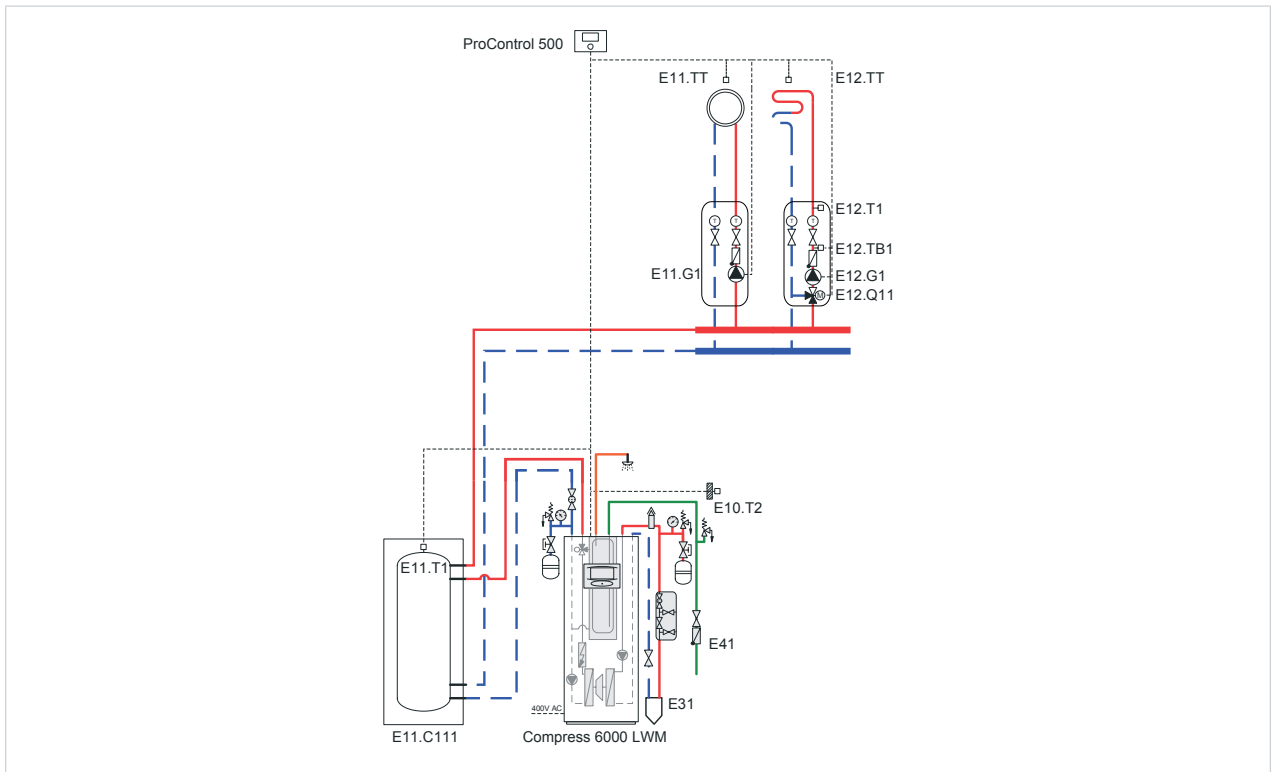 ProControl 500
E11.TT
E12.TT
T
T
T
T
E12.T1
E12.TB1
E11.G1
E12.G1
M
E12.Q11
E10.T2
E11.T1
E41
E31
400V AC
E11.C111
Compress 6000 LWM